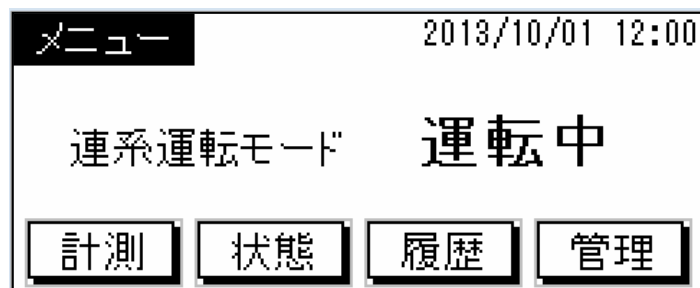 メニュー 2013/10/01 12:00
連系運転モード 運転中
計測 状態 履歴 管理